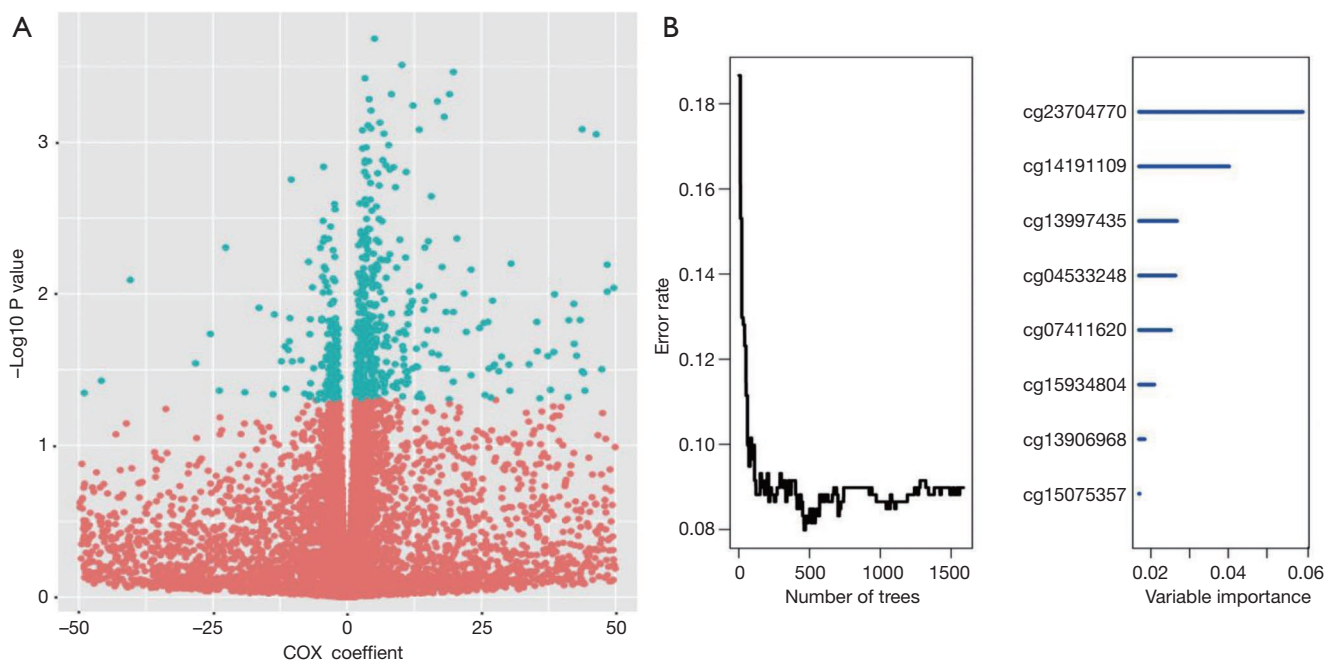 A
3
2
1
0
–Log10 P value
–50
–25
0
25
50
COX coeffient
B
0.18
0.16
0.14
0.12
0.10
0.08
Error rate
0
500
1000
1500
Number of trees
cg23704770
cg14191109
cg13997435
cg04533248
cg07411620
cg15934804
cg13906968
cg15075357
0.02
0.04
0.06
Variable importance